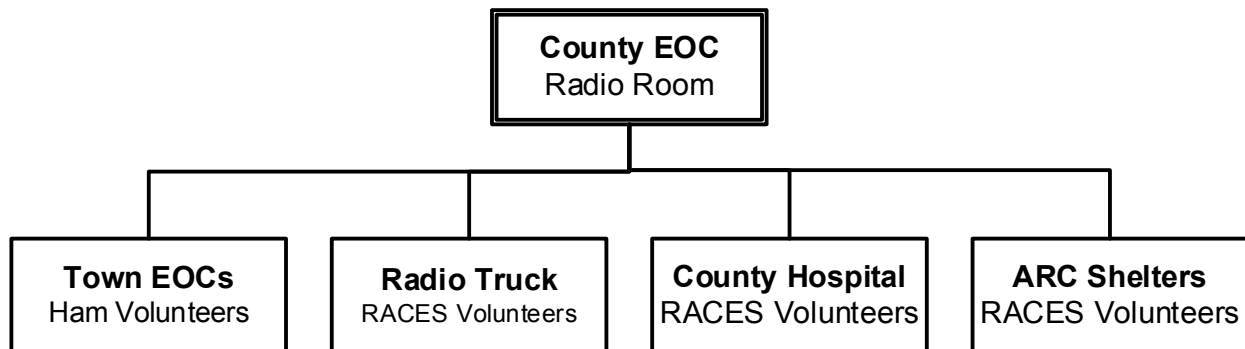 County EOC
Radio Room
Town EOCs
Ham Volunteers
Radio Truck
RACES Volunteers
County Hospital
RACES Volunteers
ARC Shelters
RACES Volunteers